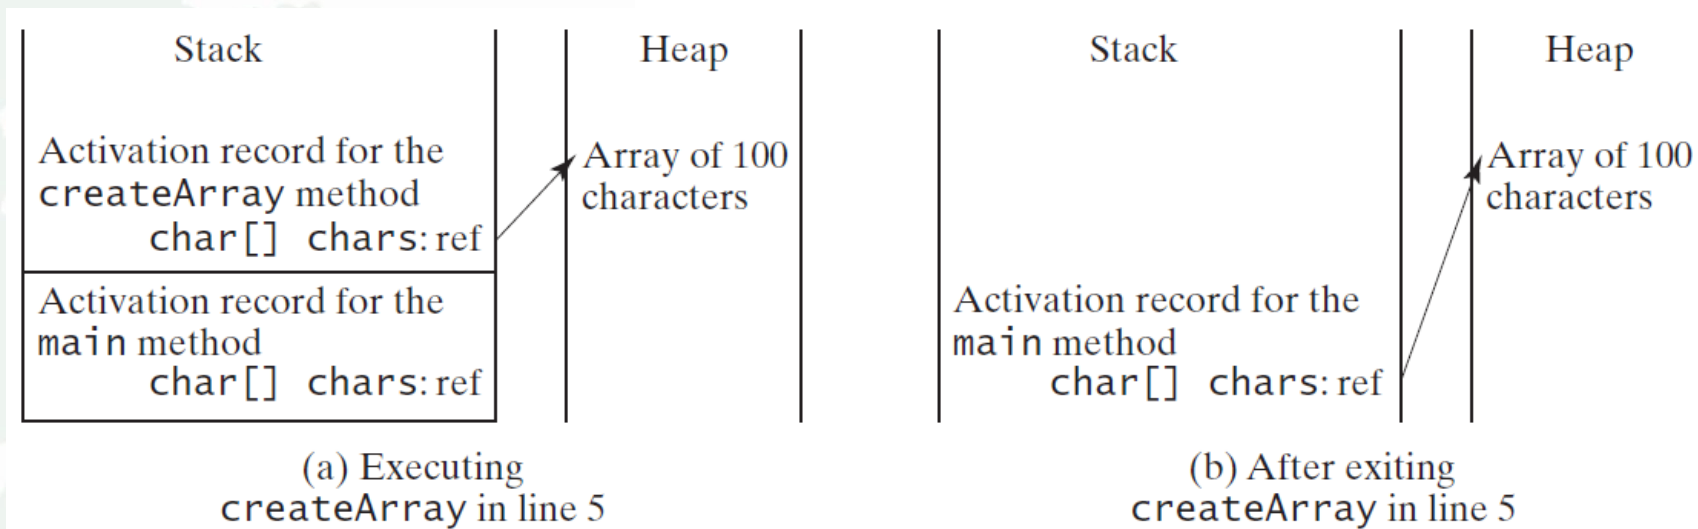 Stack
Heap
Activation record for the
createArray method
char[] chars: ref
Array of 100
characters
Activation record for the
main method
char[] chars: ref
(a) Executing
createArray in line 5
Stack
Heap
Array of 100
characters
Activation record for the
main method
char[] chars: ref
(b) After exiting
createArray in line 5